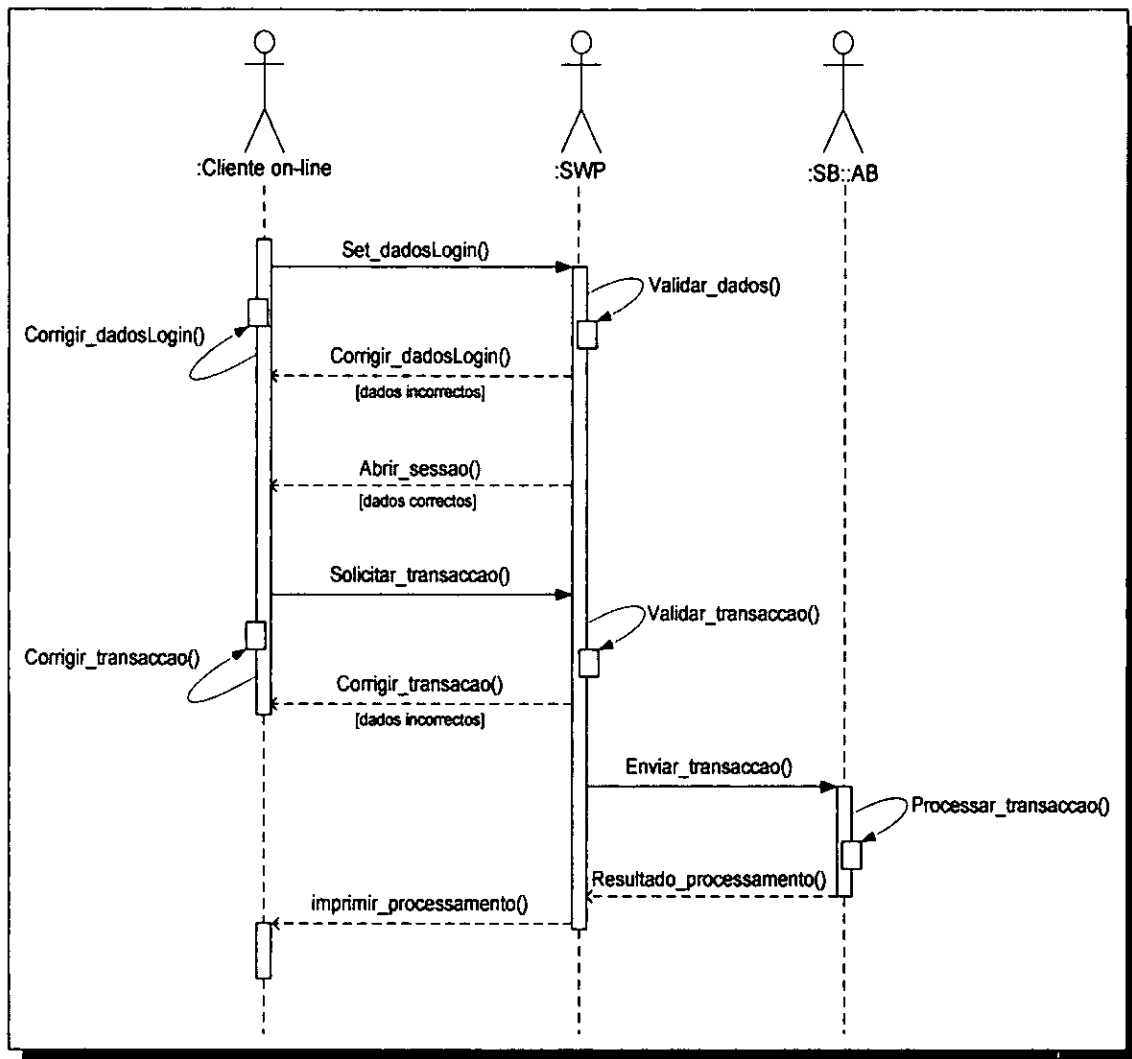 :Cliente on-line
:SWP
:SB::AB
Set_dadosLogin()
Validar_dados()
Corrigir_dadosLogin()
Corrigir_dadosLogin()
[dados incorrectos]
Abrir_sessao()
[dados correctos]
Solicitar_transaccao()
Validar_transaccao()
Corrigir_transaccao()
Corrigir_transacao()
[dados incorrectos]
Enviar_transaccao()
Processar_transaccao()
Resultado_processamento()
imprimir_processamento()